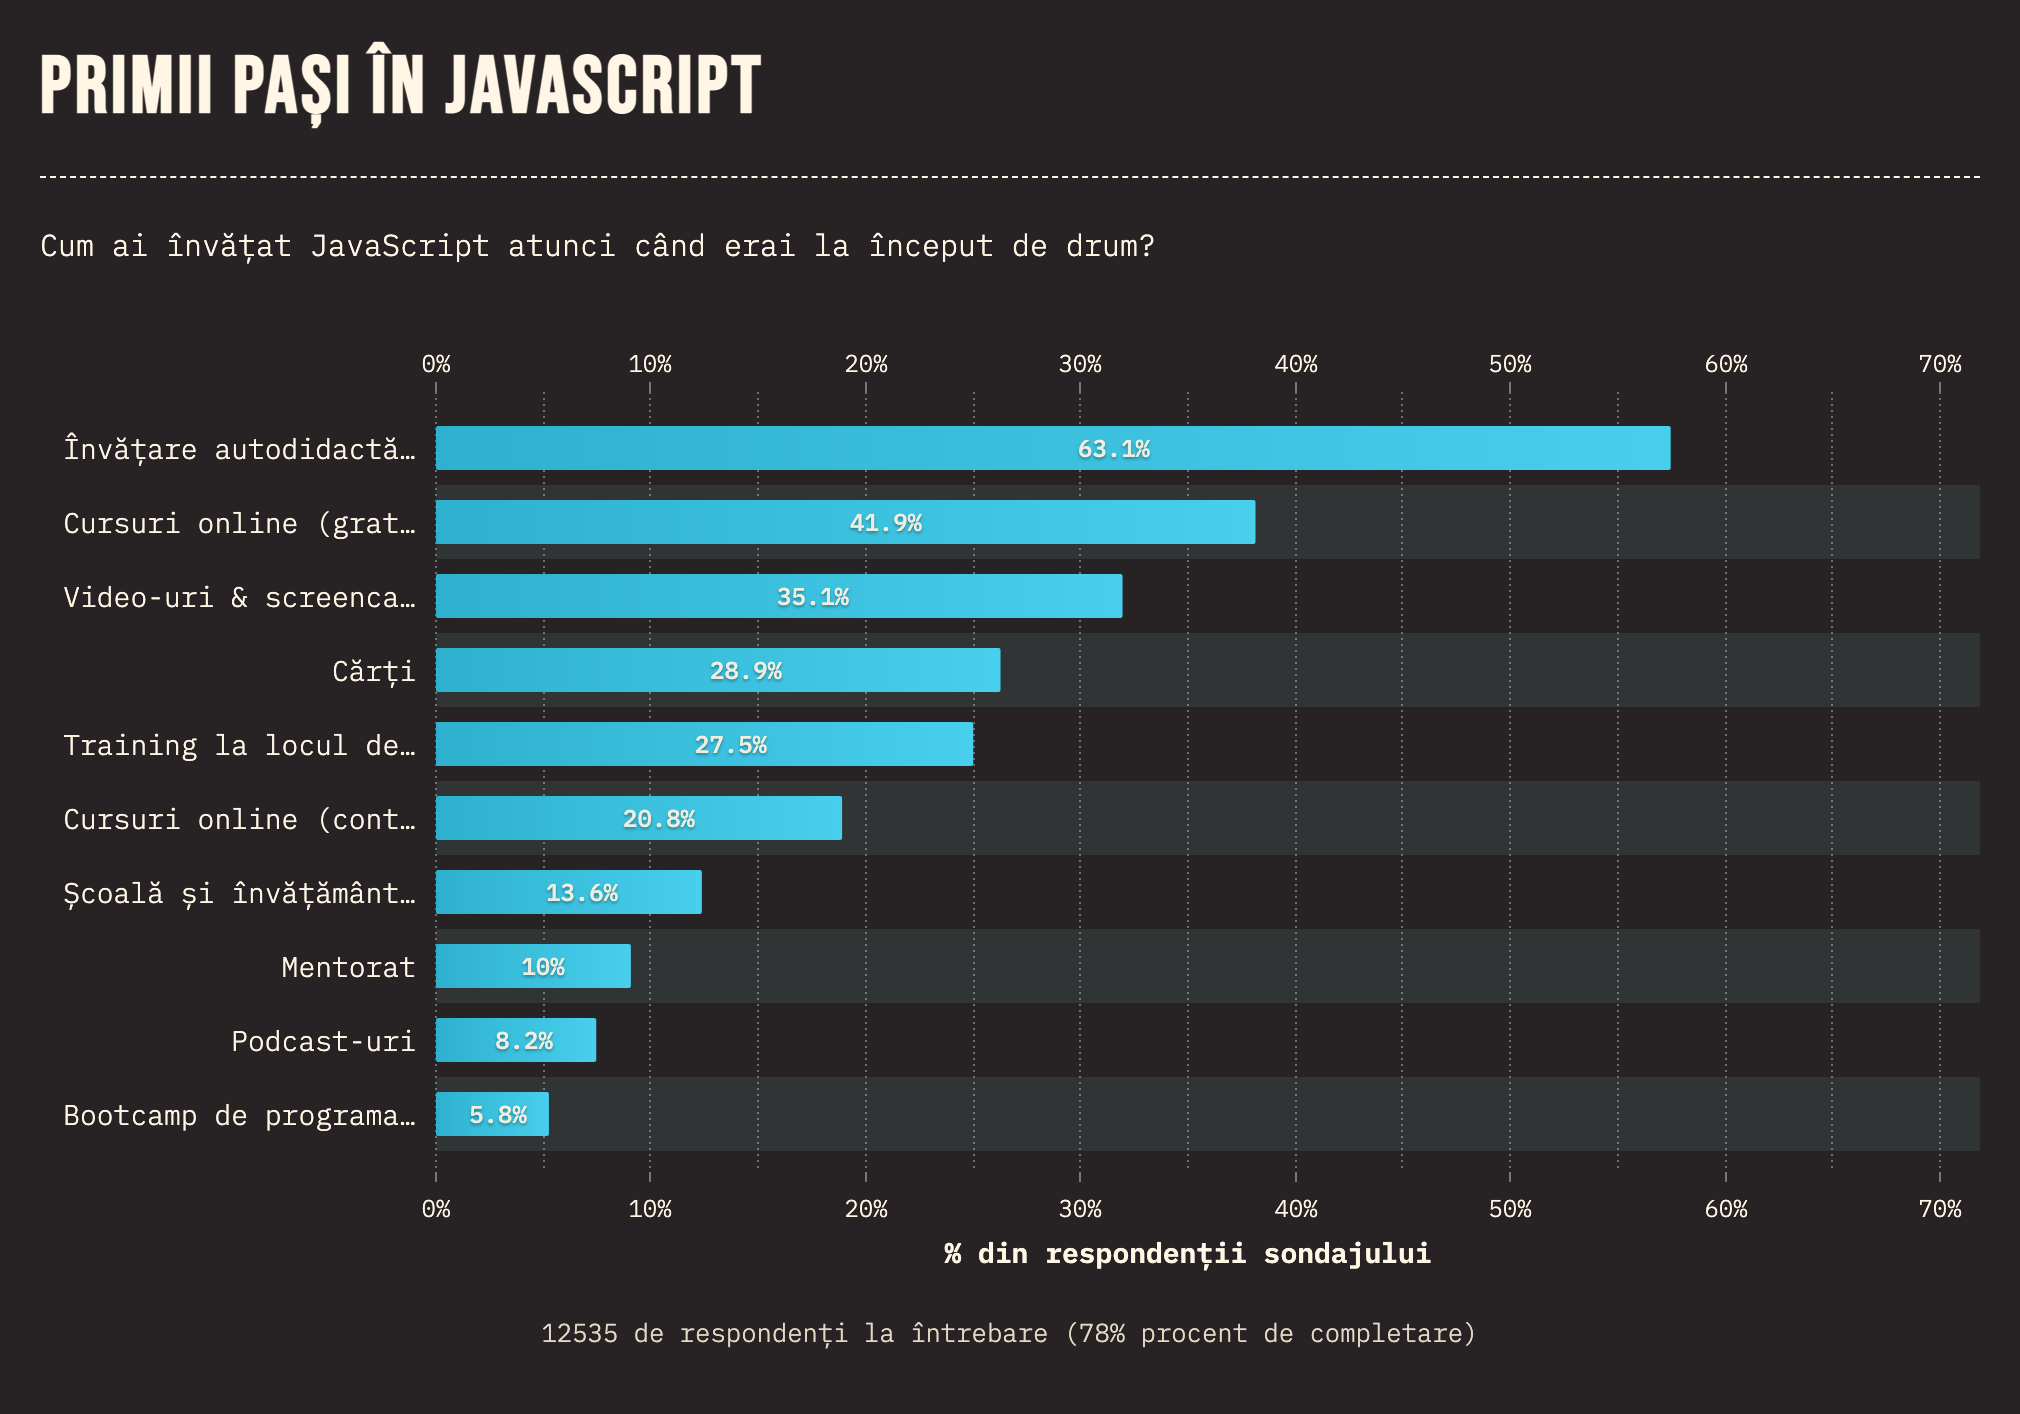 PRIMII PAȘI ÎN JAVASCRIPT
Cum ai învățat JavaScript atunci când erai la început de drum?
0% 10% 20% 30% 40% 50% 60% 70%
Învățare autodidactă… 63.1%
Cursuri online (grat… 41.9%
Video-uri & screenca… 35.1%
Cărți 28.9%
Training la locul de… 27.5%
Cursuri online (cont… 20.8%
Școală și învățământ… 13.6%
Mentorat 10%
Podcast-uri 8.2%
Bootcamp de programa… 5.8%
0% 10% 20% 30% 40% 50% 60% 70%
% din respondenții sondajului
12535 de respondenți la întrebare (78% procent de completare)